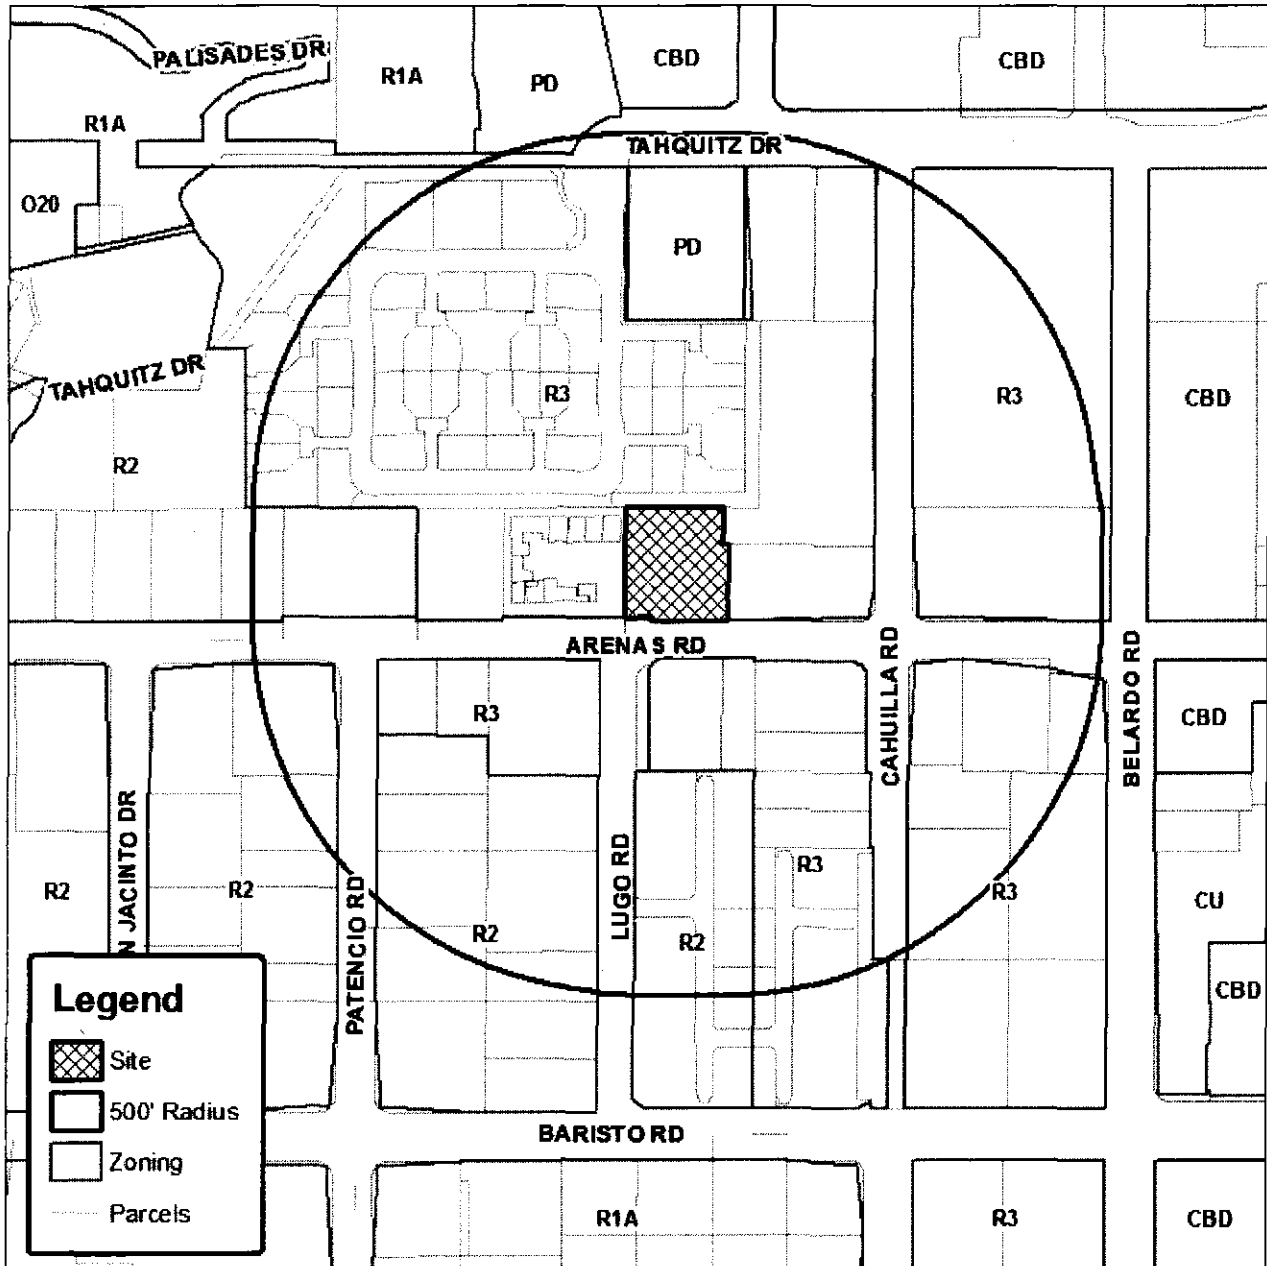 PALISADES DR
R1A
PD
CBD
CBD
R1A
TAHQUITZ DR
O20
PD
TAHQUITZ DR
R3
R3
CBD
R2
ARENAS RD
CAHUILLA RD
BELARDO RD
R3
CBD
N JACINTO DR
PATENCIO RD
LUGO RD
R3
R2
R2
R3
CU
R2
R2
CBD
Legend
Site
500' Radius
Zoning
Parcels
BARISTO RD
R1A
R3
CBD